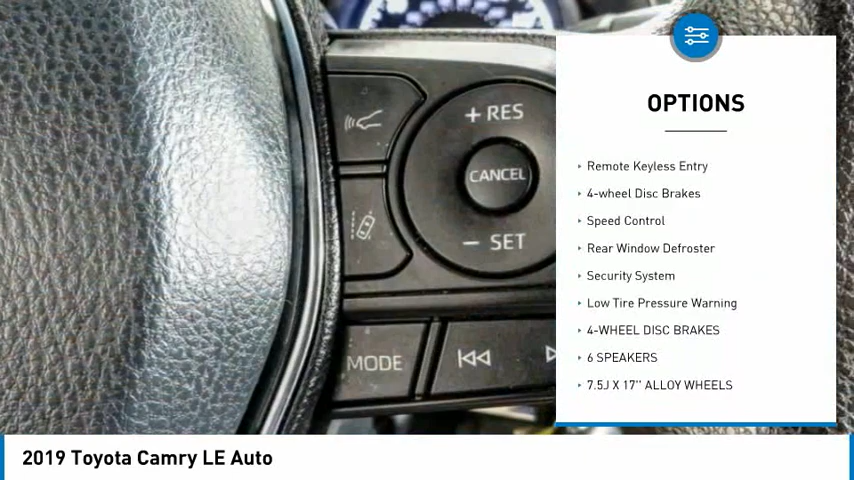 OPTIONS
Remote Keyless Entry
4-wheel Disc Brakes
Speed Control
Rear Window Defroster
Security System
Low Tire Pressure Warning
4-WHEEL DISC BRAKES
6 SPEAKERS
7.5J X 17'' ALLOY WHEELS
+ RES
CANCEL
− SET
MODE
2019 Toyota Camry LE Auto